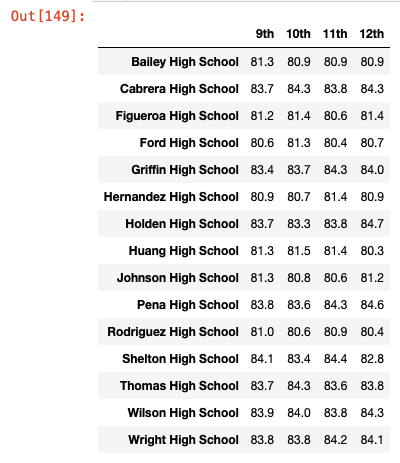 Out[149]:
9th 10th 11th 12th
Bailey High School 81.3 80.9 80.9 80.9
Cabrera High School 83.7 84.3 83.8 84.3
Figueroa High School 81.2 81.4 80.6 81.4
Ford High School 80.6 81.3 80.4 80.7
Griffin High School 83.4 83.7 84.3 84.0
Hernandez High School 80.9 80.7 81.4 80.9
Holden High School 83.7 83.3 83.8 84.7
Huang High School 81.3 81.5 81.4 80.3
Johnson High School 81.3 80.8 80.6 81.2
Pena High School 83.8 83.6 84.3 84.6
Rodriguez High School 81.0 80.6 80.9 80.4
Shelton High School 84.1 83.4 84.4 82.8
Thomas High School 83.7 84.3 83.6 83.8
Wilson High School 83.9 84.0 83.8 84.3
Wright High School 83.8 83.8 84.2 84.1